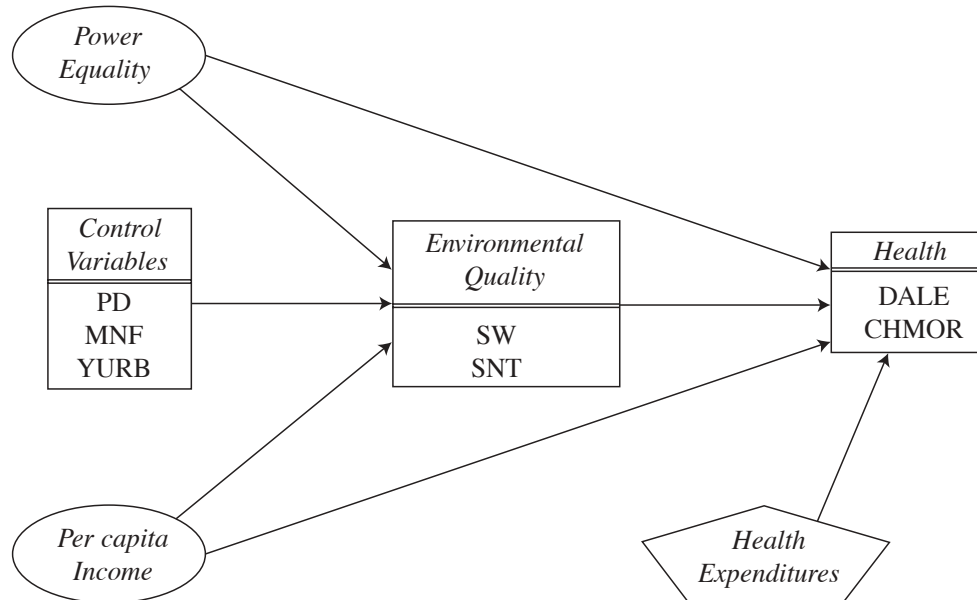 Power
Equality
Control
Variables
PD
MNF
YURB
Environmental
Quality
SW
SNT
Health
DALE
CHMOR
Per capita
Income
Health
Expenditures